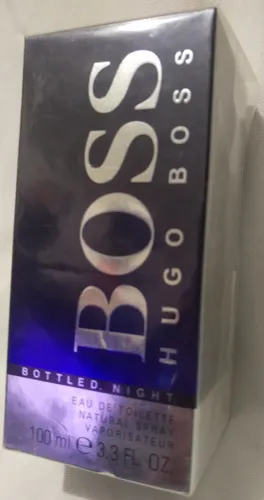 BOSS
HUGO BOSS
BOTTLED. NIGHT.
EAU DE TOILETTE
NATURAL SPRAY
VAPORISATEUR
100 ml ℮ 3.3 FL. OZ.